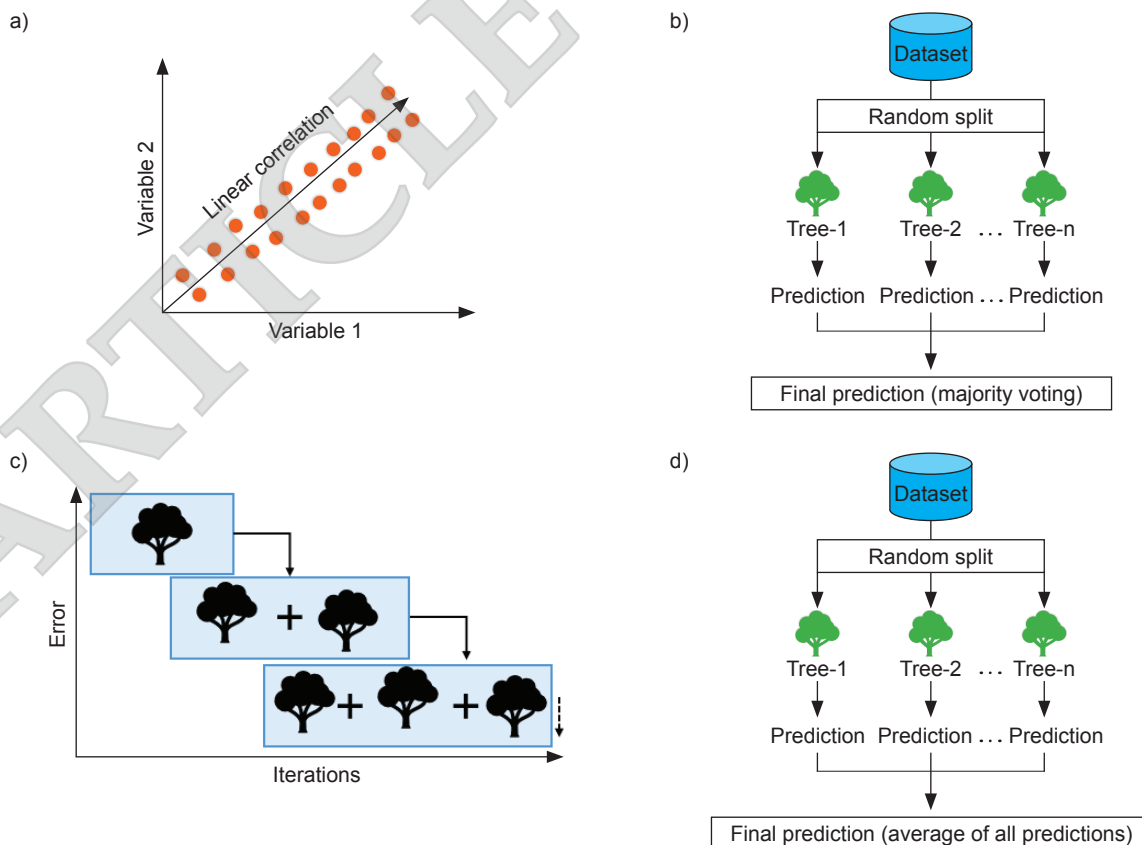 a)
Variable 2
Linear correlation
Variable 1
b)
Dataset
Random split
Tree-1 Tree-2 ... Tree-n
Prediction Prediction ... Prediction
Final prediction (majority voting)
c)
Error
+
+ +
Iterations
d)
Dataset
Random split
Tree-1 Tree-2 ... Tree-n
Prediction Prediction ... Prediction
Final prediction (average of all predictions)
ARTICLE